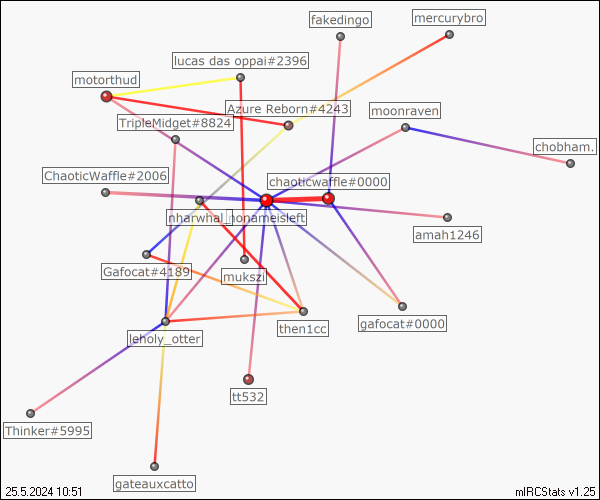 fakedingo
mercurybro
lucas das oppai#2396
motorthud
Azure Reborn#4243
moonraven
TripleMidget#8824
chobham.
ChaoticWaffle#2006
chaoticwaffle#0000
nharwhal_nonameisleft
amah1246
Gafocat#4189
mukszi
then1cc
gafocat#0000
leholy_otter
tt532
Thinker#5995
gateauxcatto
25.5.2024 10:51
mIRCStats v1.25